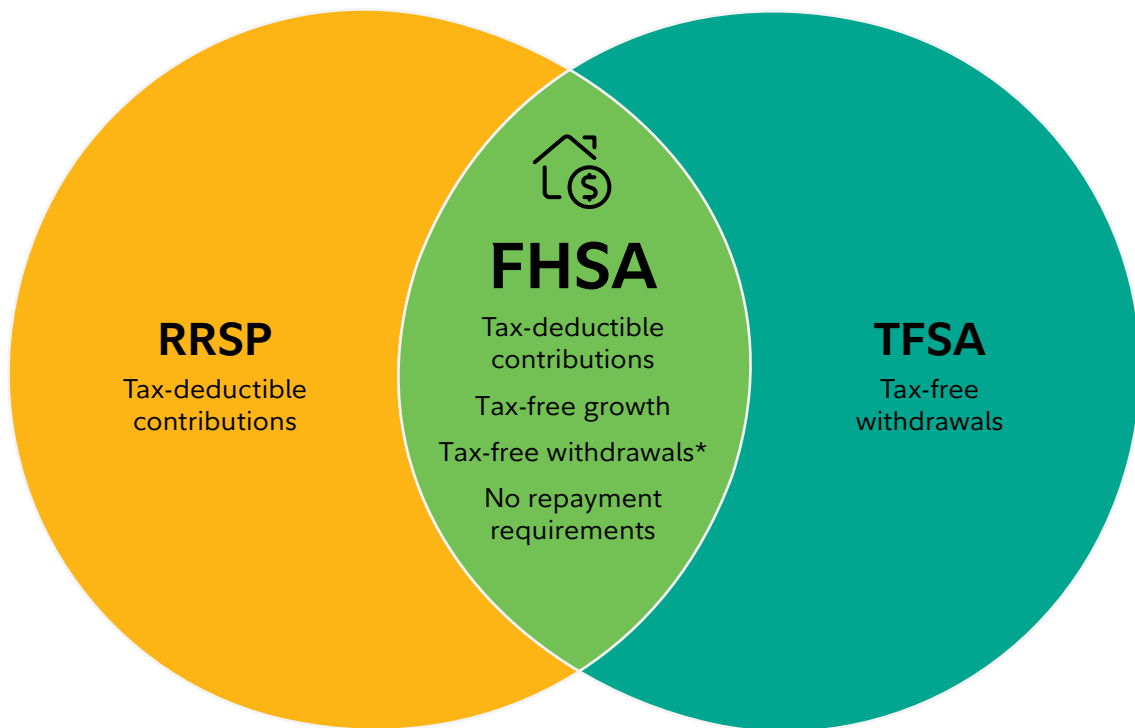 RRSP
Tax-deductible
contributions
$
FHSA
Tax-deductible
contributions
Tax-free growth
Tax-free withdrawals*
No repayment
requirements
TFSA
Tax-free
withdrawals